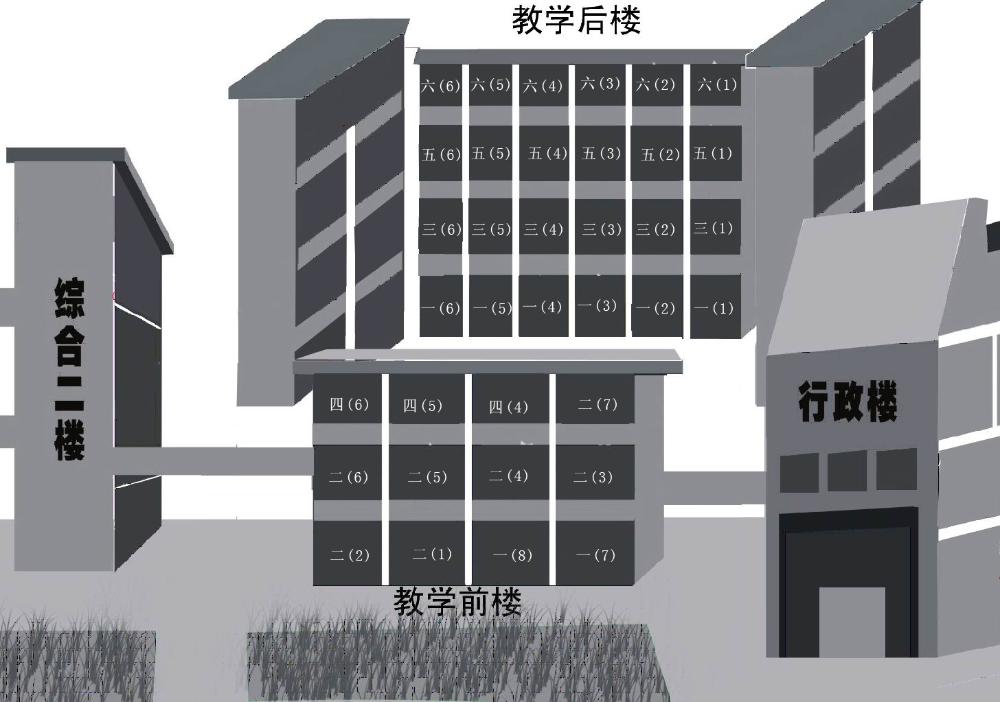 教学后楼
六(6) 六(5) 六(4) 六(3) 六(2) 六(1)
五(6) 五(5) 五(4) 五(3) 五(2) 五(1)
三(6) 三(5) 三(4) 三(3) 三(2) 三(1)
一(6) 一(5) 一(4) 一(3) 一(2) 一(1)
综合二楼
四(6) 四(5) 四(4) 二(7)
二(6) 二(5) 二(4) 二(3)
二(2) 二(1) 一(8) 一(7)
教学前楼
行政楼